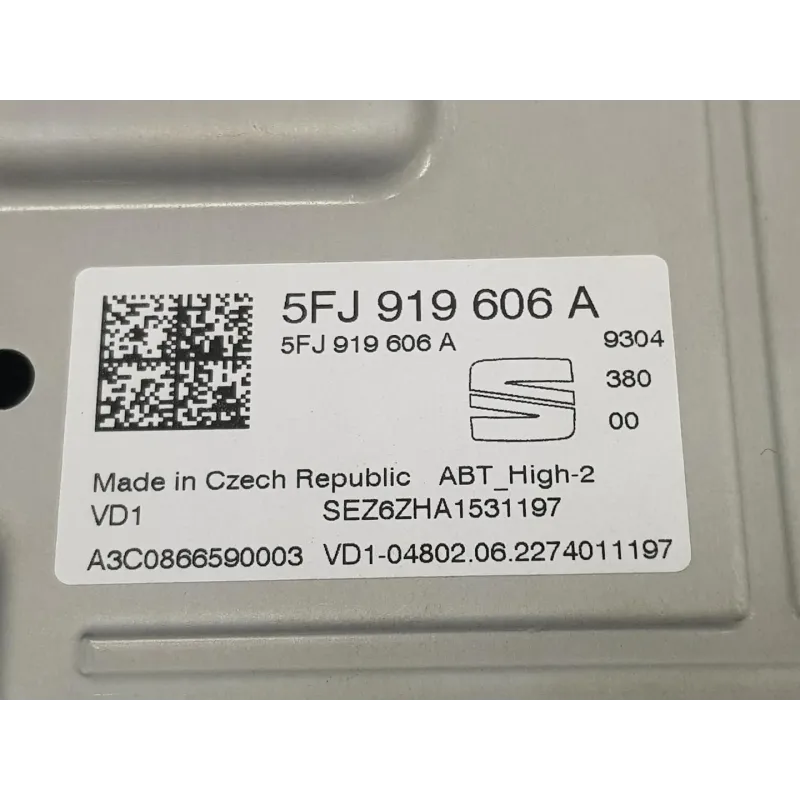 5FJ 919 606 A
5FJ 919 606 A 9304
380
00
Made in Czech Republic ABT_High-2
VD1 SEZ6ZHA1531197
A3C0866590003 VD1-04802.06.2274011197